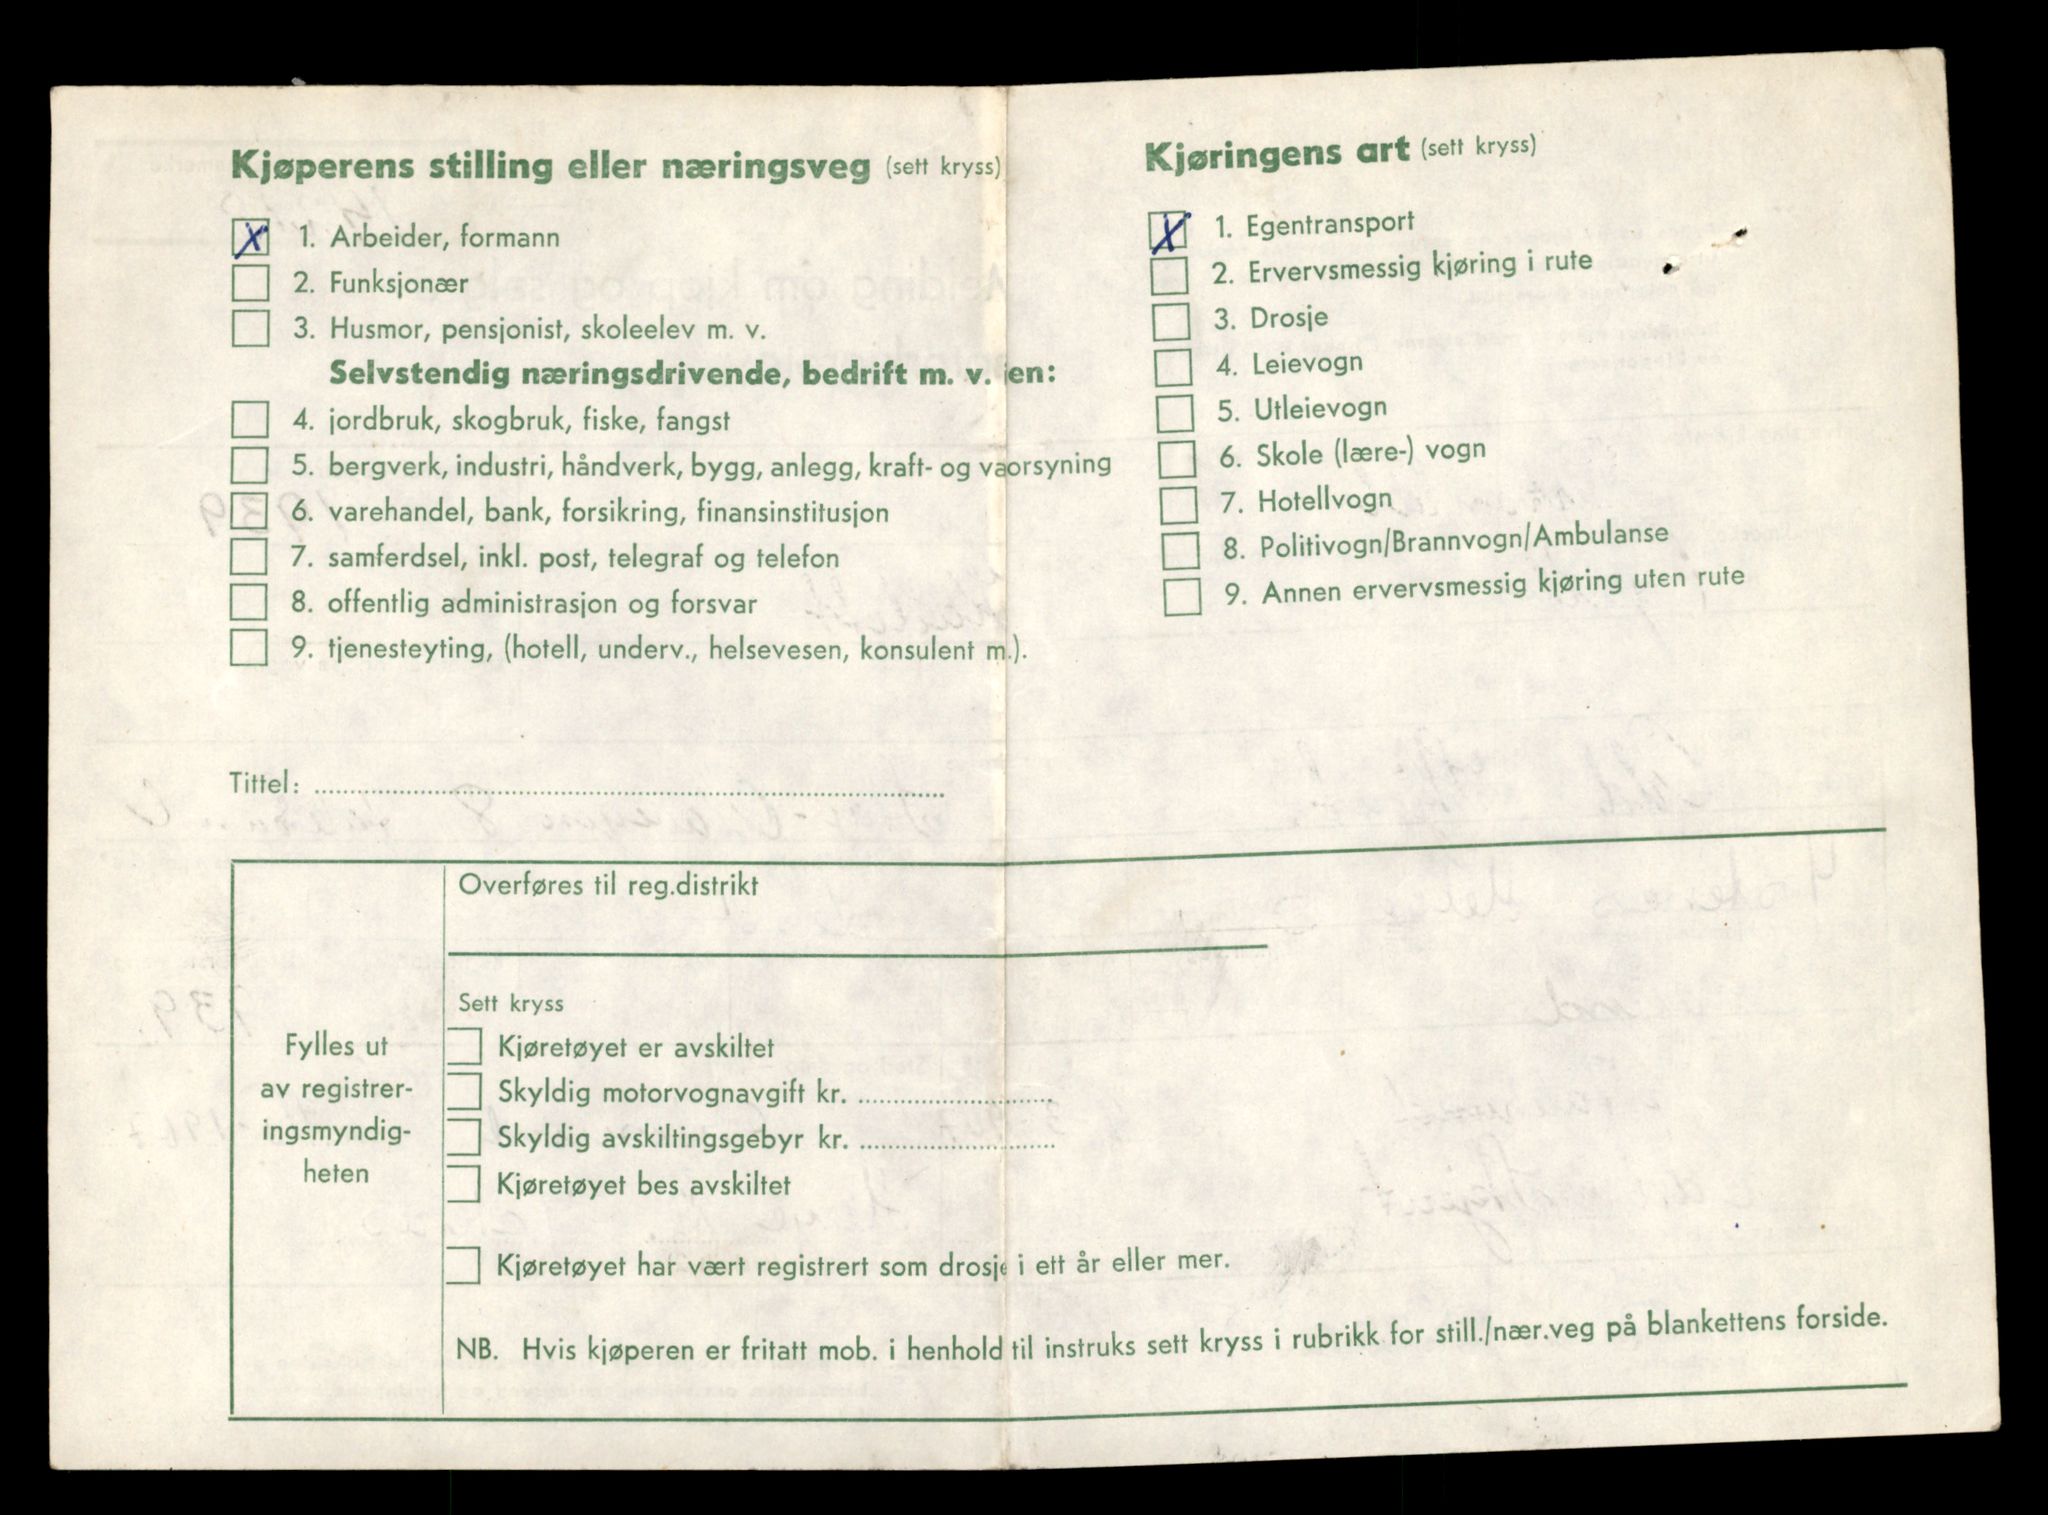 Kjøperens stilling eller næringsveg (sett kryss)
X 1. Arbeider, formann
2. Funksjonær
3. Husmor, pensjonist, skoleelev m. v.
Selvstendig næringsdrivende, bedrift m. v. en:
4. jordbruk, skogbruk, fiske, fangst
5. bergverk, industri, håndverk, bygg, anlegg, kraft- og vaorsyning
6. varehandel, bank, forsikring, finansinstitusjon
7. samferdsel, inkl. post, telegraf og telefon
8. offentlig administrasjon og forsvar
9. tjenesteyting, (hotell, underv., helsevesen, konsulent m.).
Tittel:
Kjøringens art (sett kryss)
X 1. Egentransport
2. Ervervsmessig kjøring i rute
3. Drosje
4. Leievogn
5. Utleievogn
6. Skole (lære-) vogn
7. Hotellvogn
8. Politivogn/Brannvogn/Ambulanse
9. Annen ervervsmessig kjøring uten rute
Fylles ut
av registrer-
ingsmyndig-
heten
Overføres til reg.distrikt
Sett kryss
Kjøretøyet er avskiltet
Skyldig motorvognavgift kr.
Skyldig avskiltingsgebyr kr.
Kjøretøyet bes avskiltet
Kjøretøyet har vært registrert som drosje i ett år eller mer.
NB. Hvis kjøperen er fritatt mob. i henhold til instruks sett kryss i rubrikk for still./nær.veg på blankettens forside.